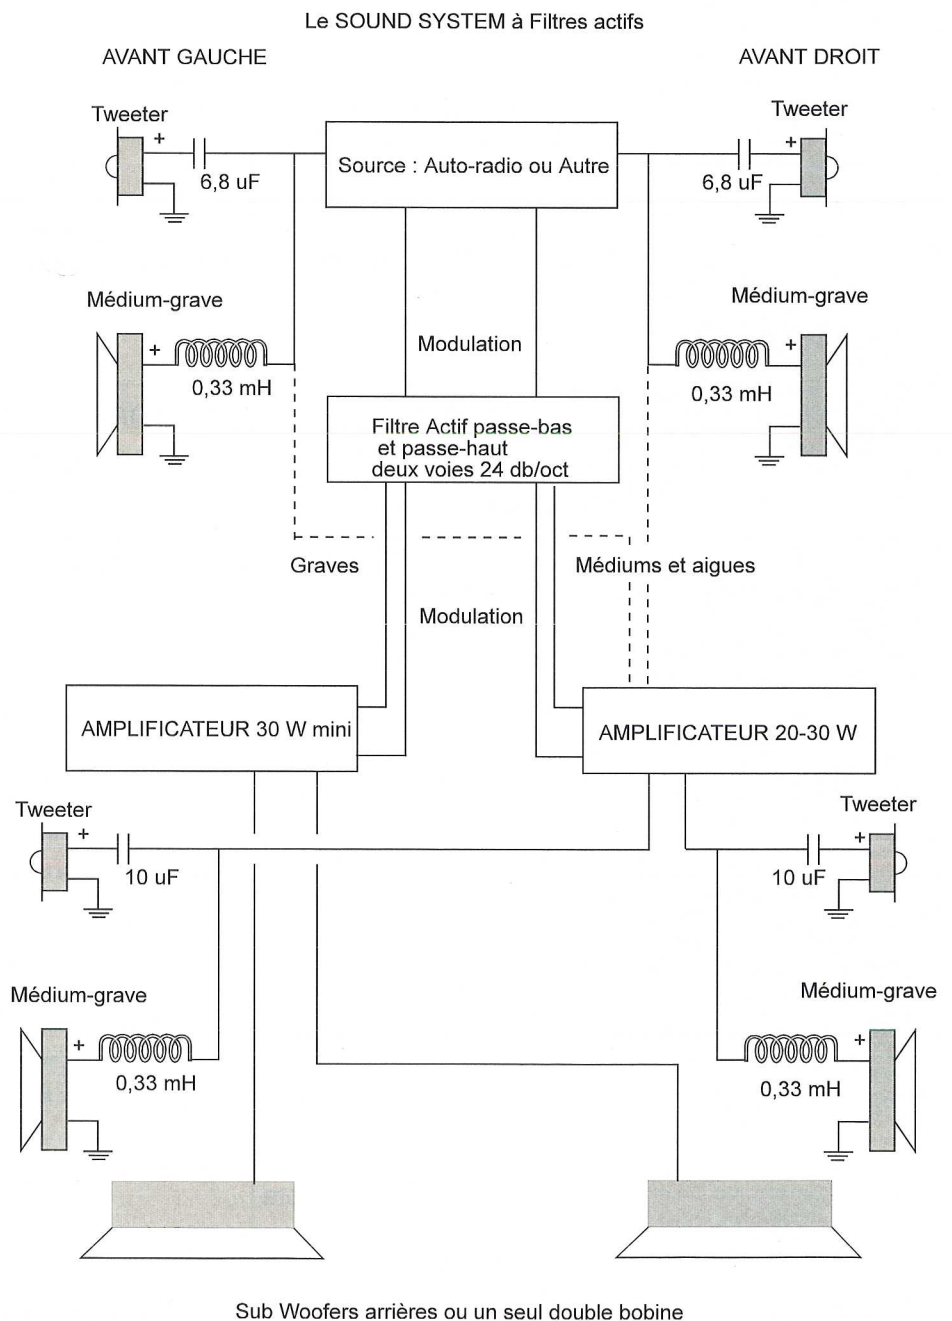 Le SOUND SYSTEM à Filtres actifs
AVANT GAUCHE
AVANT DROIT
Tweeter
Tweeter
+
+
Source : Auto-radio ou Autre
6,8 uF
6,8 uF
Médium-grave
Médium-grave
+
+
Modulation
0,33 mH
0,33 mH
Filtre Actif passe-bas
et passe-haut
deux voies 24 db/oct
Graves
Médiums et aigues
Modulation
AMPLIFICATEUR 30 W mini
AMPLIFICATEUR 20-30 W
Tweeter
Tweeter
+
+
10 uF
10 uF
Médium-grave
Médium-grave
+
+
0,33 mH
0,33 mH
Sub Woofers arrières ou un seul double bobine